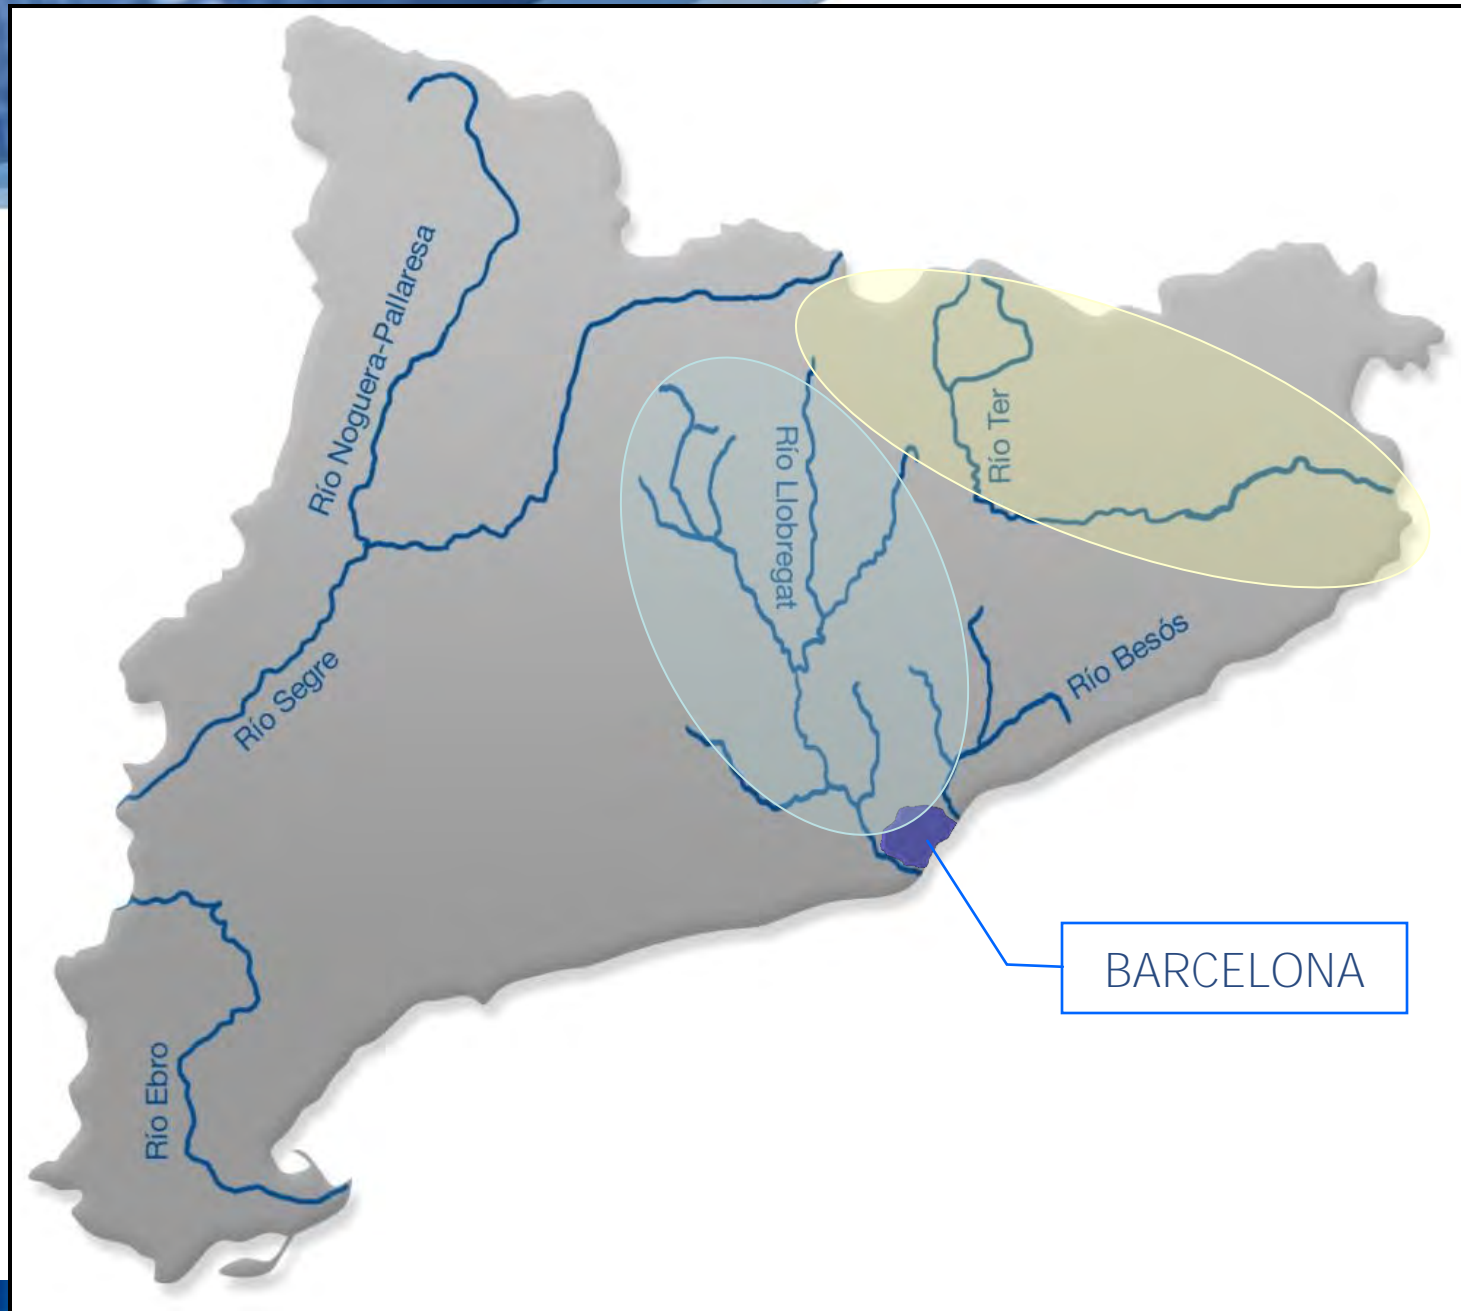 Río Noguera-Pallaresa
Río Ter
Río Llobregat
Río Besós
Río Segre
BARCELONA
Río Ebro